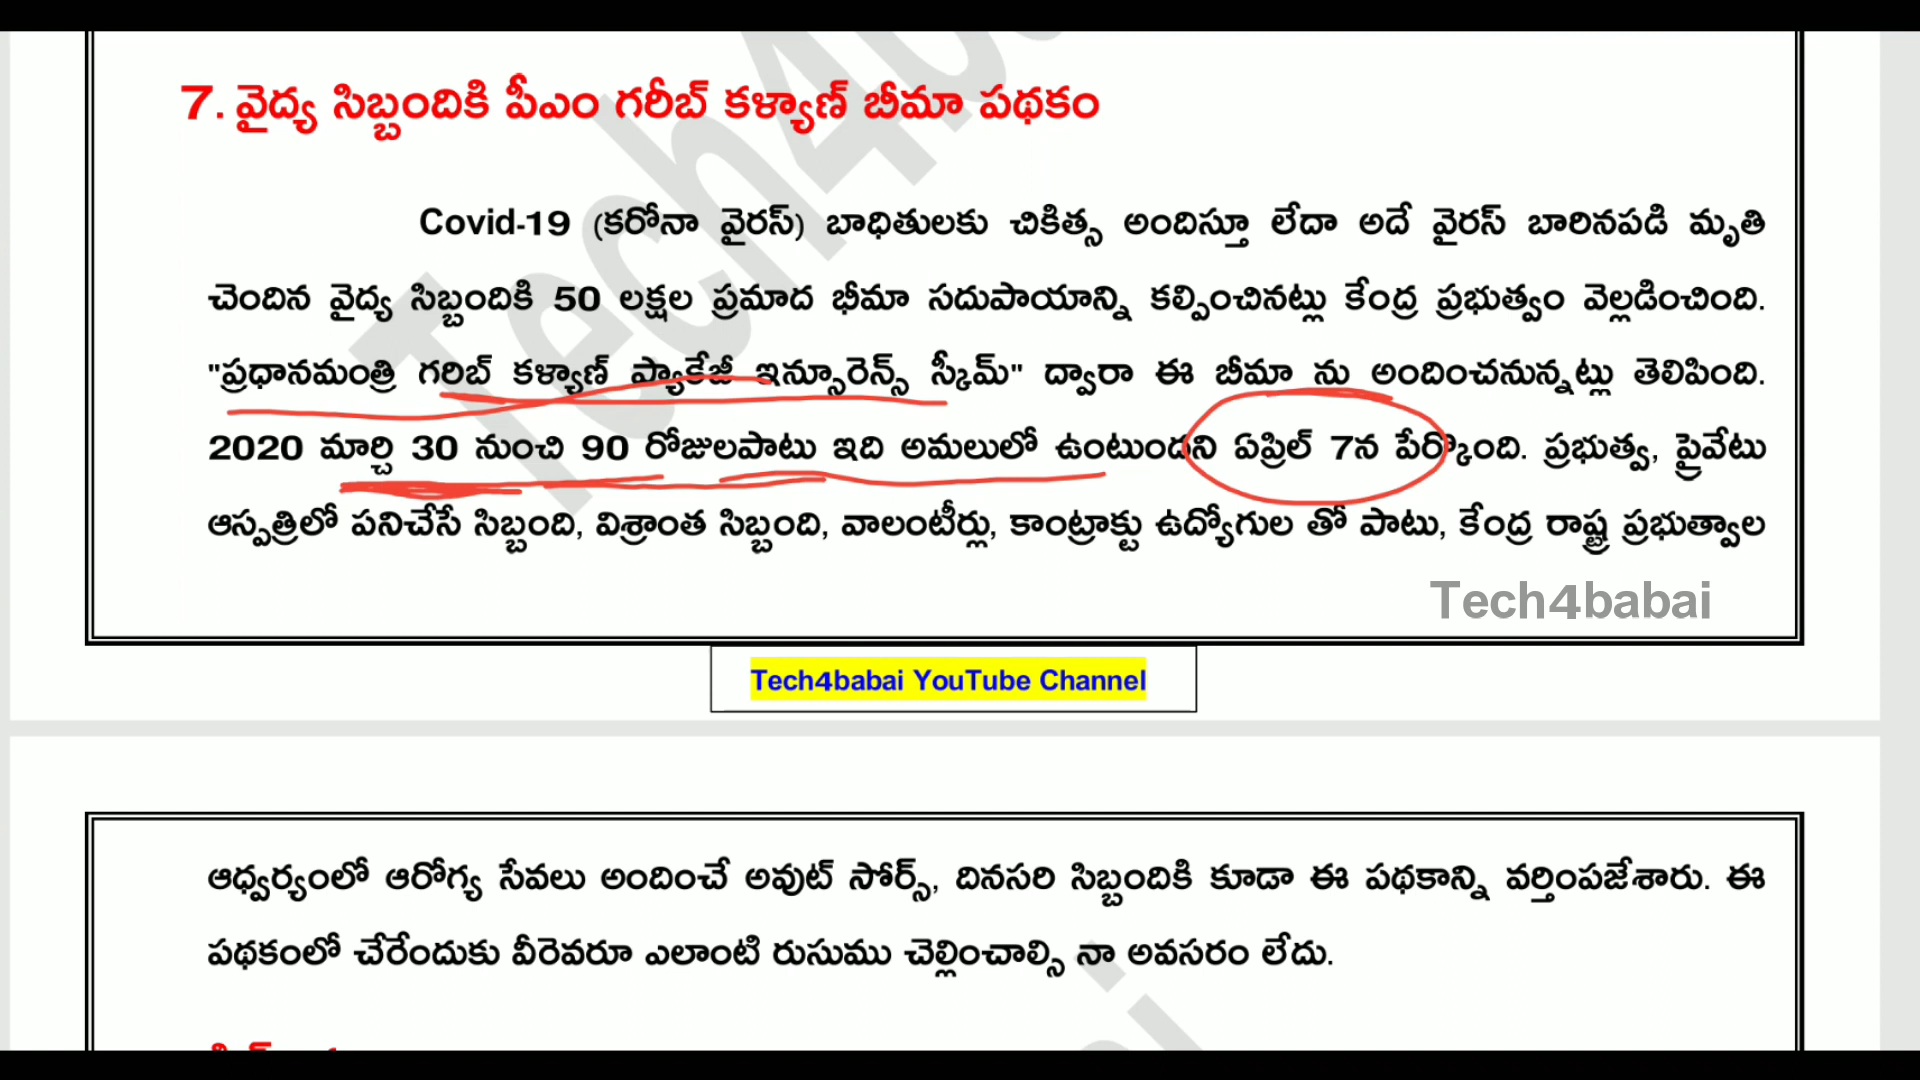 7. వైద్య సిబ్బందికి పీఎం గరీబ్ కళ్యాణ్ బీమా పథకం
Covid-19 (కరోనా వైరస్) బాధితులకు చికిత్స అందిస్తూ లేదా అదే వైరస్ బారినపడి మృతి
చెందిన వైద్య సిబ్బందికి 50 లక్షల ప్రమాద భీమా సదుపాయాన్ని కల్పించినట్లు కేంద్ర ప్రభుత్వం వెల్లడించింది.
"ప్రధానమంత్రి గరిబ్ కళ్యాణ్ ప్యాకేజీ ఇన్సూరెన్స్ స్కీమ్" ద్వారా ఈ బీమా ను అందించనున్నట్లు తెలిపింది.
2020 మార్చి 30 నుంచి 90 రోజులపాటు ఇది అమలులో ఉంటుందని ఏప్రిల్ 7న పేర్కొంది. ప్రభుత్వ, ప్రైవేటు
ఆస్పత్రిలో పనిచేసే సిబ్బంది, విశ్రాంత సిబ్బంది, వాలంటీర్లు, కాంట్రాక్టు ఉద్యోగుల తో పాటు, కేంద్ర రాష్ట్ర ప్రభుత్వాల
Tech4babai
Tech4babai YouTube Channel
ఆధ్వర్యంలో ఆరోగ్య సేవలు అందించే అవుట్ సోర్స్, దినసరి సిబ్బందికి కూడా ఈ పథకాన్ని వర్తింపజేశారు. ఈ
పథకంలో చేరేందుకు వీరెవరూ ఎలాంటి రుసుము చెల్లించాల్సి నా అవసరం లేదు.